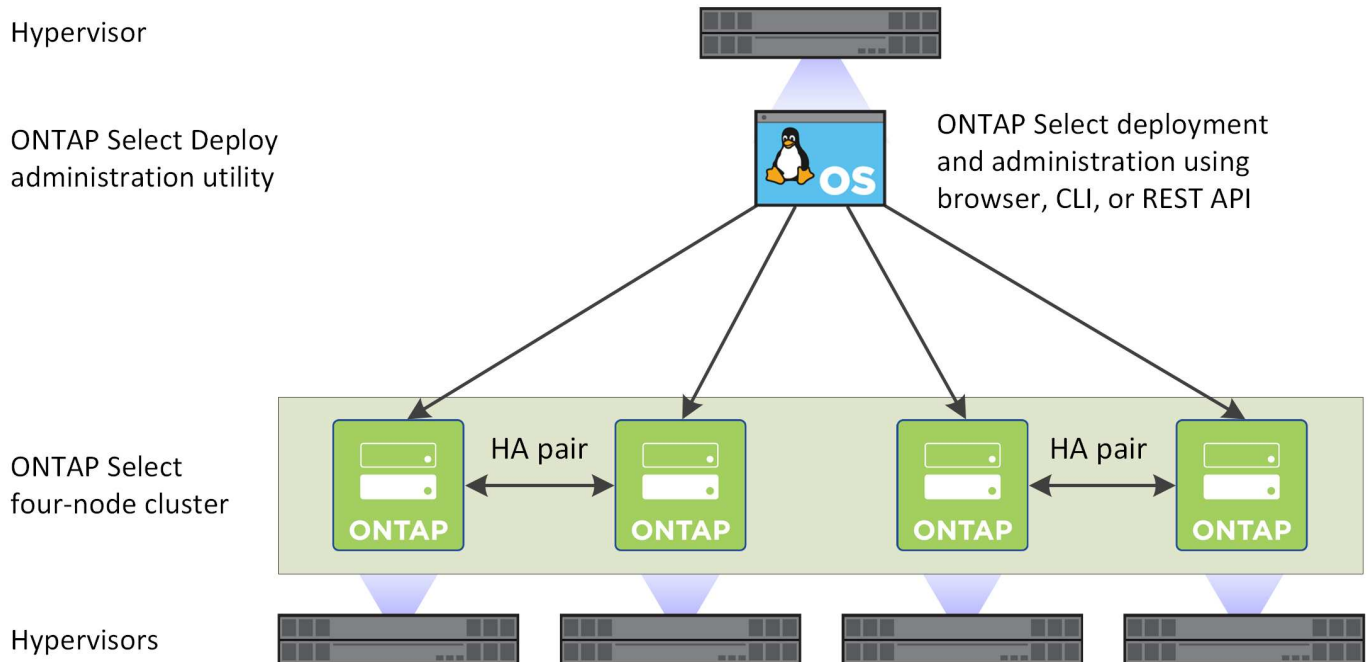 Hypervisor
ONTAP Select Deploy
administration utility
OS
ONTAP Select deployment
and administration using
browser, CLI, or REST API
ONTAP Select
four-node cluster
ONTAP
HA pair
ONTAP
ONTAP
HA pair
ONTAP
Hypervisors